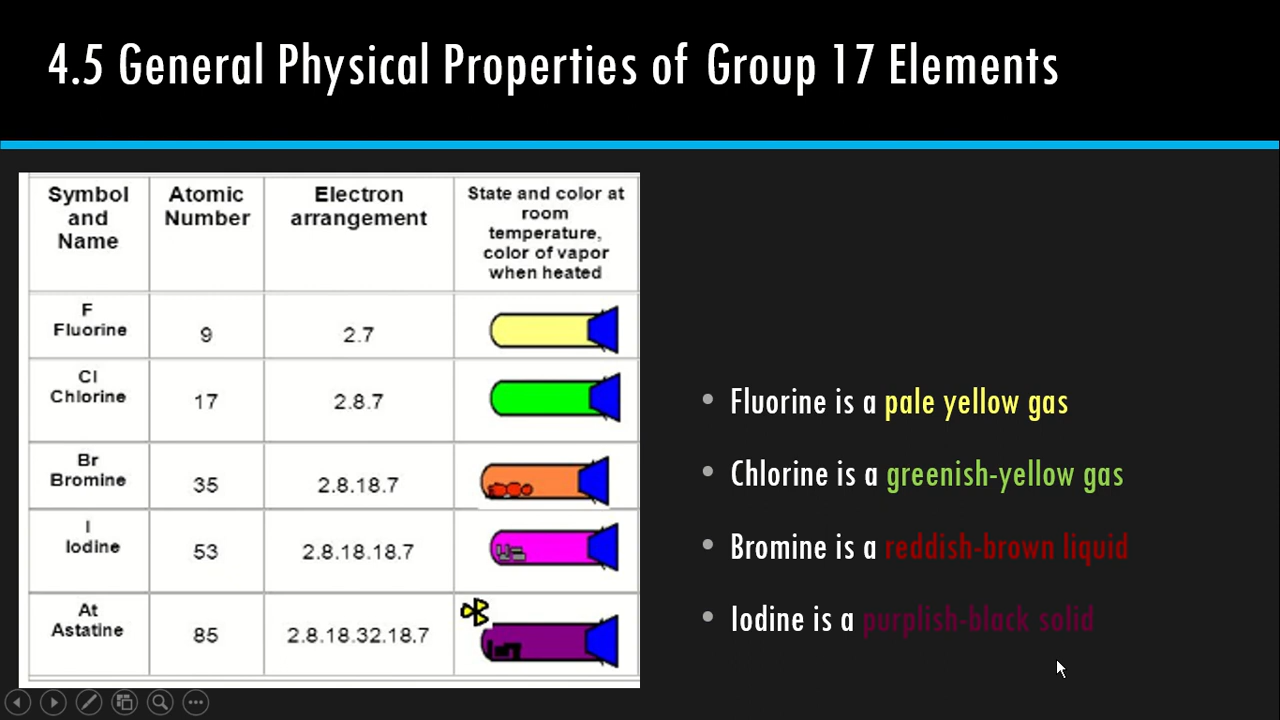 4.5 General Physical Properties of Group 17 Elements
Symbol and Name
Atomic Number
Electron arrangement
State and color at room temperature, color of vapor when heated
F
Fluorine
9
2.7
Cl
Chlorine
17
2.8.7
Br
Bromine
35
2.8.18.7
I
Iodine
53
2.8.18.18.7
At
Astatine
85
2.8.18.32.18.7
• Fluorine is a pale yellow gas
• Chlorine is a greenish-yellow gas
• Bromine is a reddish-brown liquid
• Iodine is a purplish-black solid